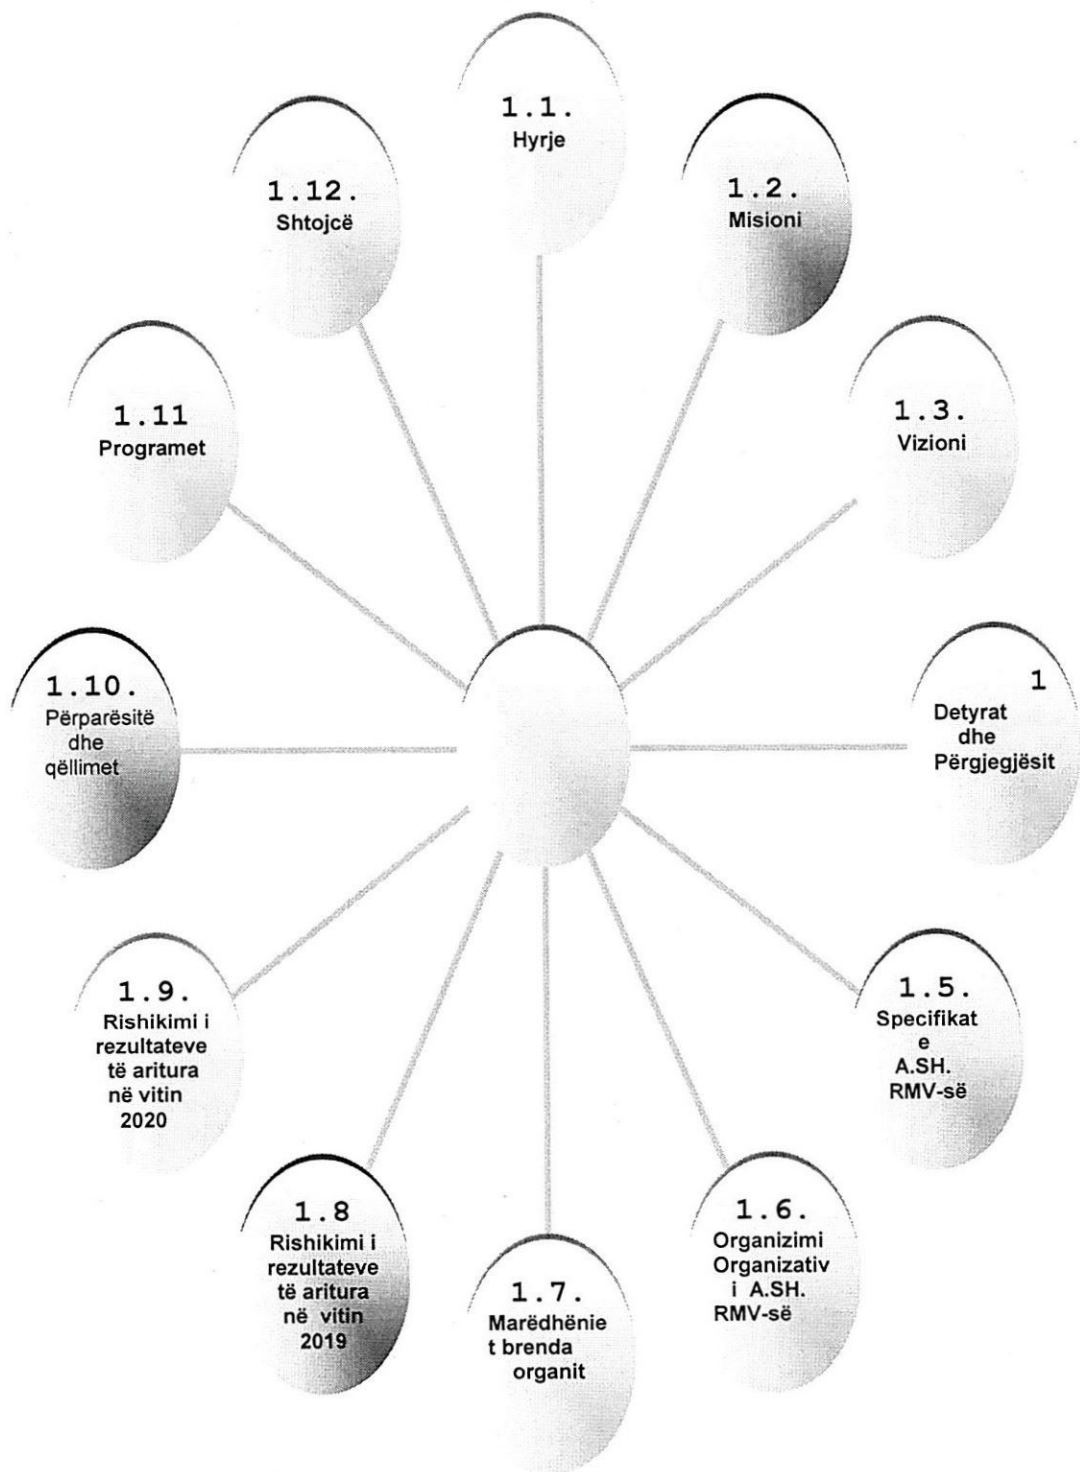 1.1.
Hyrje
1.2.
Misioni
1.3.
Vizioni
1
Detyrat
dhe
Përgjegjësit
1.5.
Specifikat
e
A.SH.
RMV-së
1.6.
Organizimi
Organizativ
i A.SH.
RMV-së
1.7.
Marëdhënie
t brenda
organit
1.8
Rishikimi i
rezultateve
të aritura
në vitin
2019
1.9.
Rishikimi i
rezultateve
të aritura
në vitin
2020
1.10.
Përparësitë
dhe
qëllimet
1.11
Programet
1.12.
Shtojcë